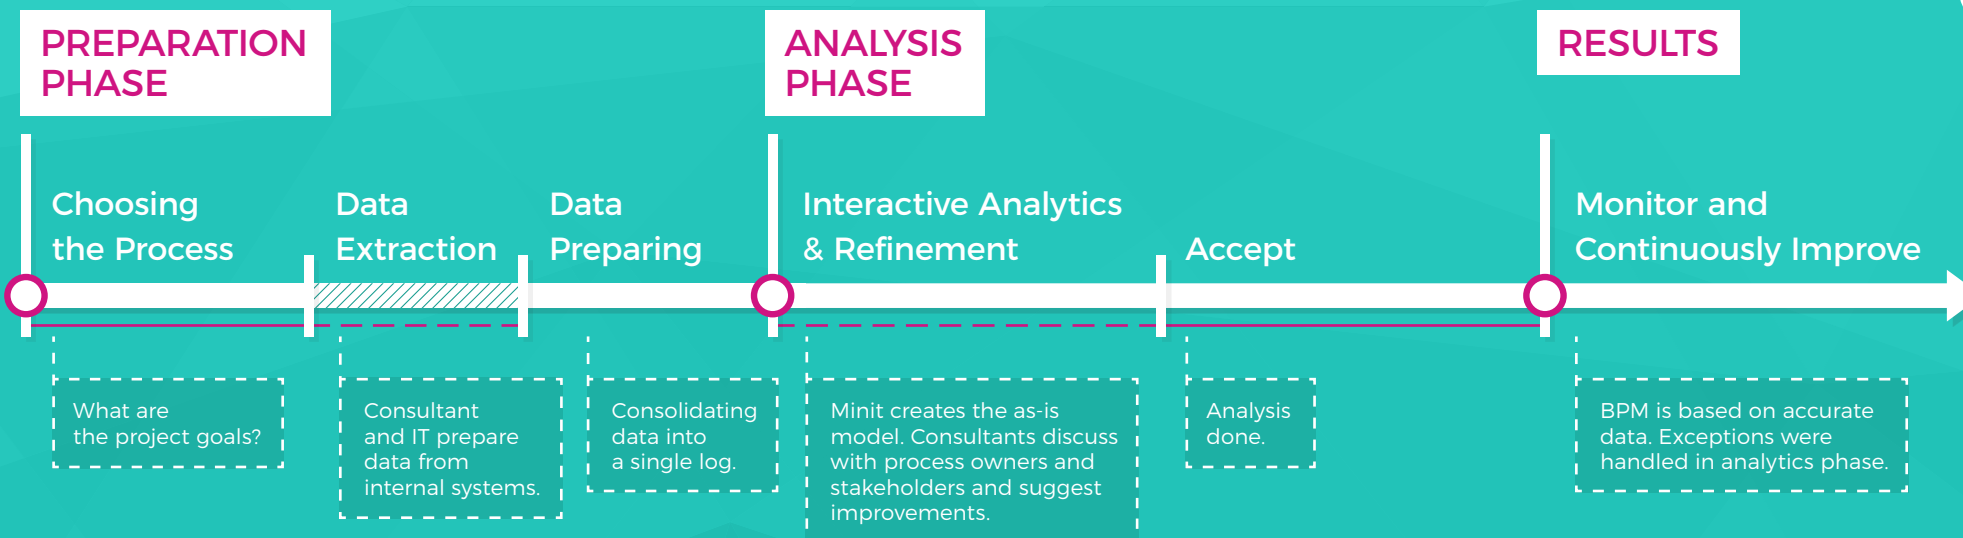 PREPARATION
PHASE
ANALYSIS
PHASE
RESULTS
Choosing
the Process
Data
Extraction
Data
Preparing
Interactive Analytics
& Refinement
Accept
Monitor and
Continuously Improve
What are
the project goals?
Consultant
and IT prepare
data from
internal systems.
Consolidating
data into
a single log.
Minit creates the as-is
model. Consultants discuss
with process owners and
stakeholders and suggest
improvements.
Analysis
done.
BPM is based on accurate
data. Exceptions were
handled in analytics phase.